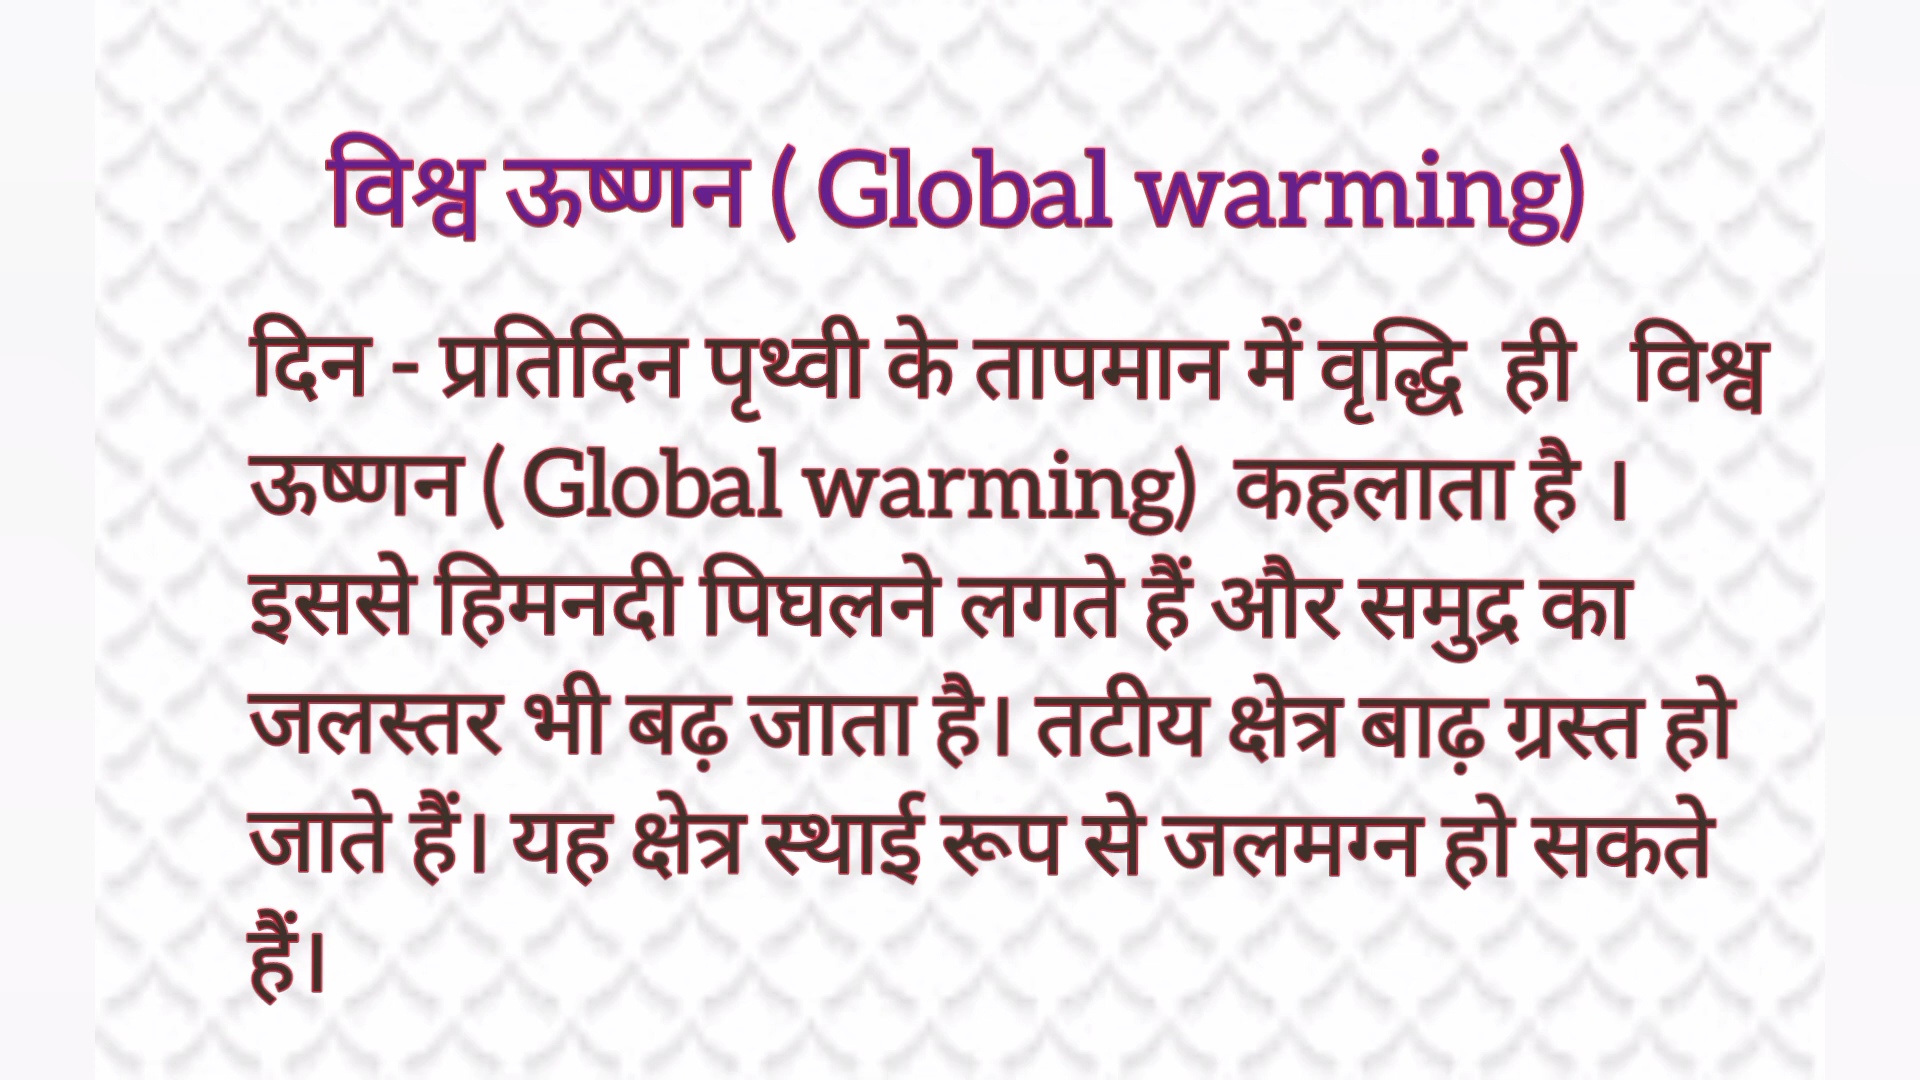 विश्व ऊष्णन ( Global warming)
दिन - प्रतिदिन पृथ्वी के तापमान में वृद्धि ही विश्व
ऊष्णन ( Global warming) कहलाता है ।
इससे हिमनदी पिघलने लगते हैं और समुद्र का
जलस्तर भी बढ़ जाता है। तटीय क्षेत्र बाढ़ ग्रस्त हो
जाते हैं। यह क्षेत्र स्थाई रूप से जलमग्न हो सकते
हैं।